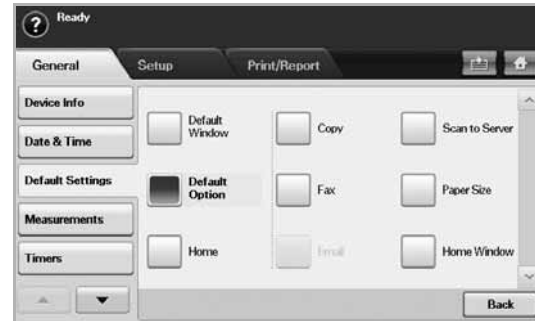 ? Ready
General Setup Print/Report
Device Info
Date & Time
Default Settings
Measurements
Timers
Default
Window
Default
Option
Home
Copy
Fax
Email
Scan to Server
Paper Size
Home Window
Back